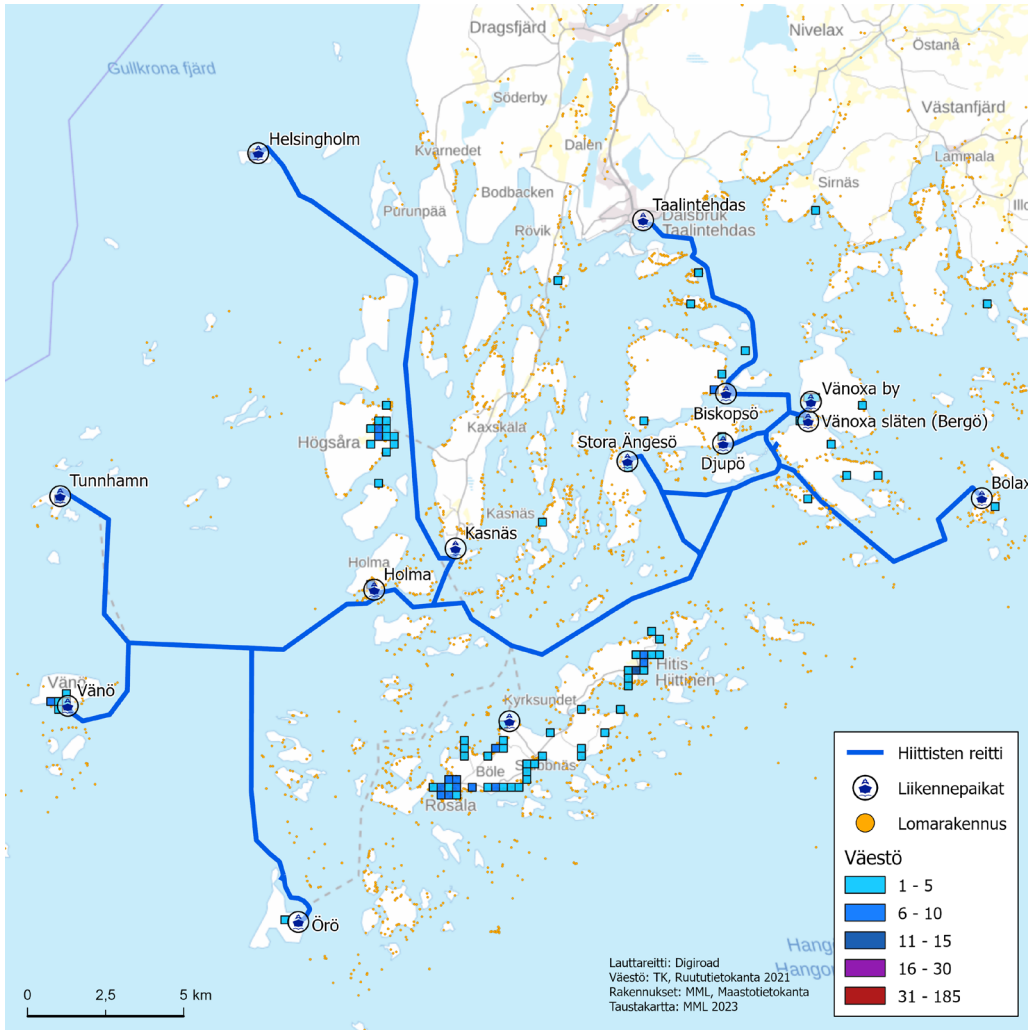 Dragsfjärd
Nivelax
Östanå
Gullkrona fjärd
Söderby
Västanfjärd
Helsingholm
Kvarnedet
Dalen
Lammala
Bodbacken
Sirnäs
Purunpää
Taalintehdas
Dalsbruk
Taalintehdas
Rövik
Biskopsö
Vänoxa by
Vänoxa släten (Bergö)
Högsåra
Kaxskala
Stora Ängesö
Djupö
Tunnhamn
Bolax
Kasnäs
Kasnäs
Holma
Holma
Hitis
Hiittinen
Vänö
Vänö
Kyrksundet
Böle
Rosala
Örö
Hiittisten reitti
Liikennepaikat
Lomarakennus
Väestö
1 - 5
6 - 10
11 - 15
16 - 30
31 - 185
Lauttareitti: Digiroad
Väestö: TK, Ruututietokanta 2021
Rakennukset: MML, Maastotietokanta
Taustakartta: MML 2023
0 2,5 5 km